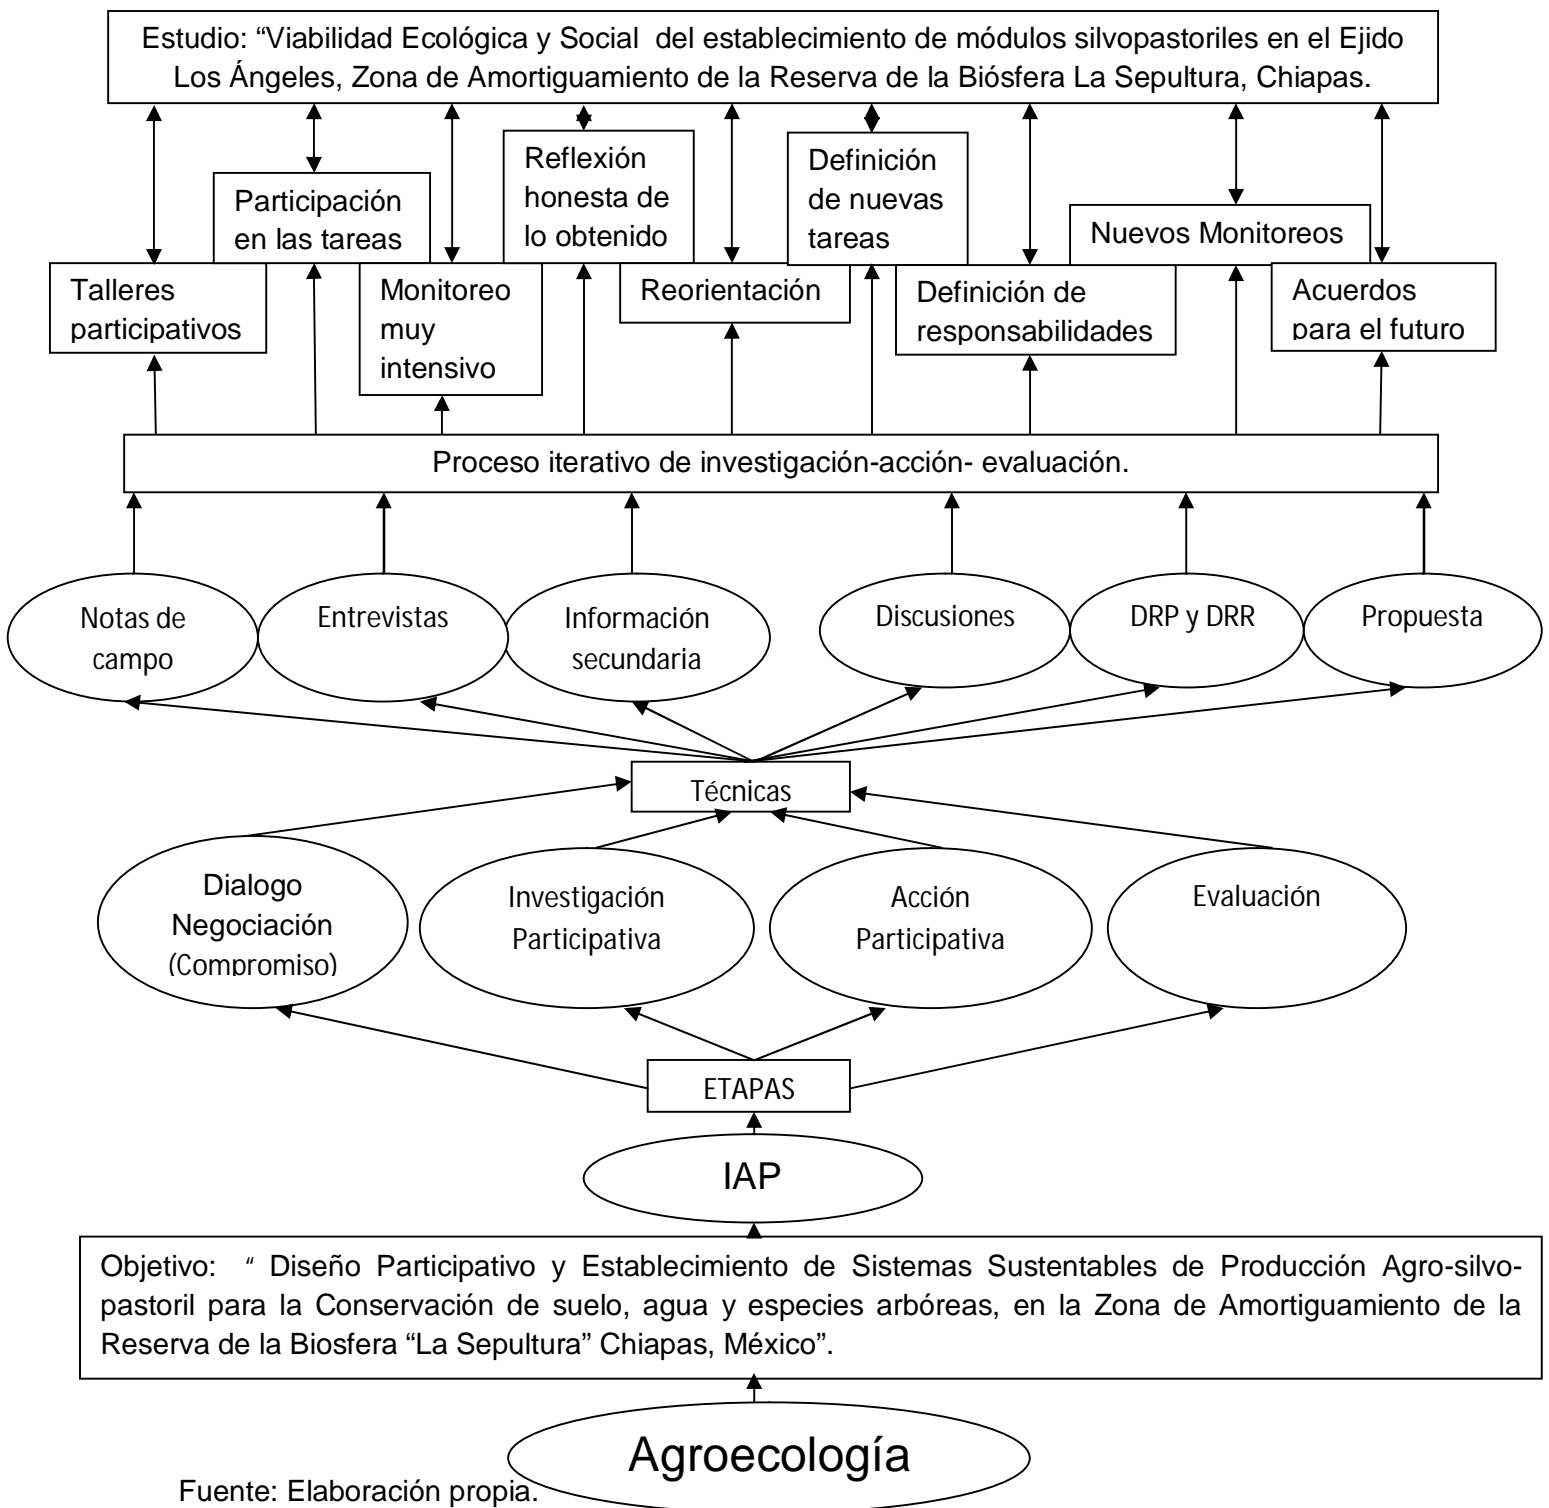 Estudio: “Viabilidad Ecológica y Social  del establecimiento de módulos silvopastoriles en el Ejido
Los Ángeles, Zona de Amortiguamiento de la Reserva de la Biósfera La Sepultura, Chiapas.
Talleres
participativos
Participación
en las tareas
Monitoreo
muy
intensivo
Reflexión
honesta de
lo obtenido
Reorientación
Definición
de nuevas
tareas
Definición de
responsabilidades
Nuevos Monitoreos
Acuerdos
para el futuro
Proceso iterativo de investigación-acción- evaluación.
Notas de
campo
Entrevistas
Información
secundaria
Discusiones
DRP y DRR
Propuesta
Técnicas
Dialogo
Negociación
(Compromiso)
Investigación
Participativa
Acción
Participativa
Evaluación
ETAPAS
IAP
Objetivo: “ Diseño Participativo y Establecimiento de Sistemas Sustentables de Producción Agro-silvo-
pastoril para la Conservación de suelo, agua y especies arbóreas, en la Zona de Amortiguamiento de la
Reserva de la Biosfera “La Sepultura” Chiapas, México”.
Agroecología
Fuente: Elaboración propia.